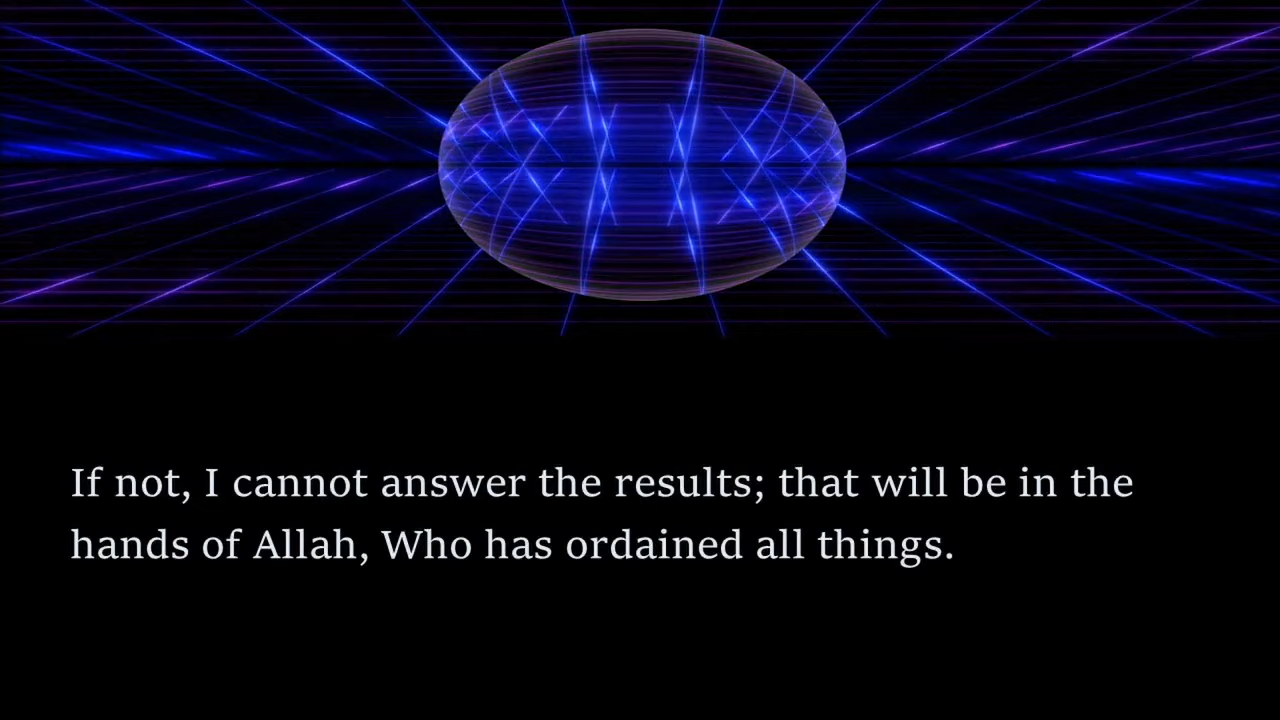 If not, I cannot answer the results; that will be in the
hands of Allah, Who has ordained all things.